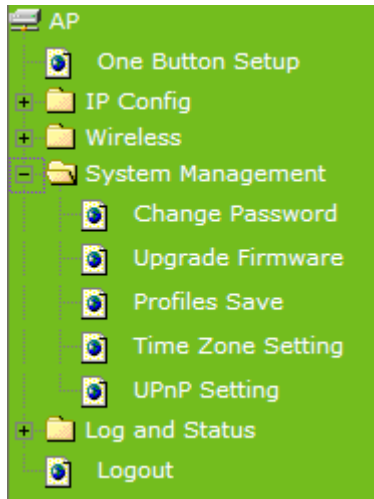 AP
One Button Setup
IP Config
Wireless
System Management
Change Password
Upgrade Firmware
Profiles Save
Time Zone Setting
UPnP Setting
Log and Status
Logout